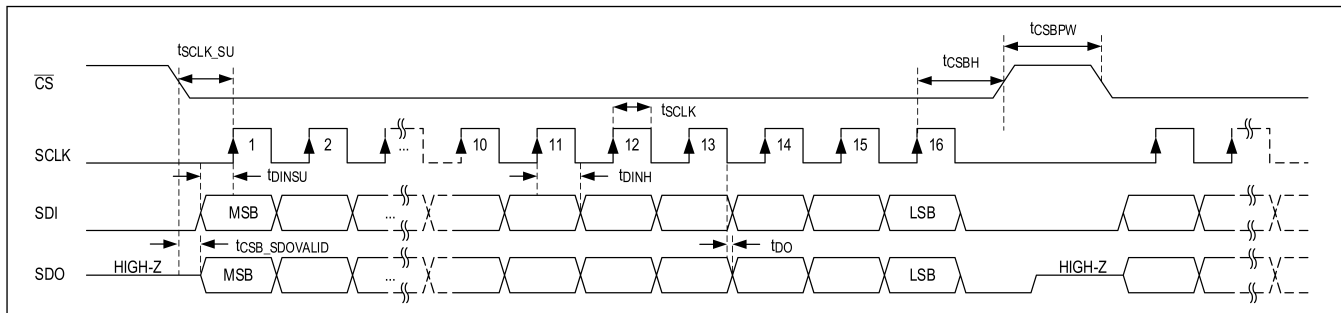 tCSBPW
tSCLK_SU
tCSBH
CS
tSCLK
SCLK 1 2 ... 10 11 12 13 14 15 16
tDINSU tDINH
SDI MSB ... LSB
tCSB_SDOVALID tDO
SDO HIGH-Z MSB ... LSB HIGH-Z